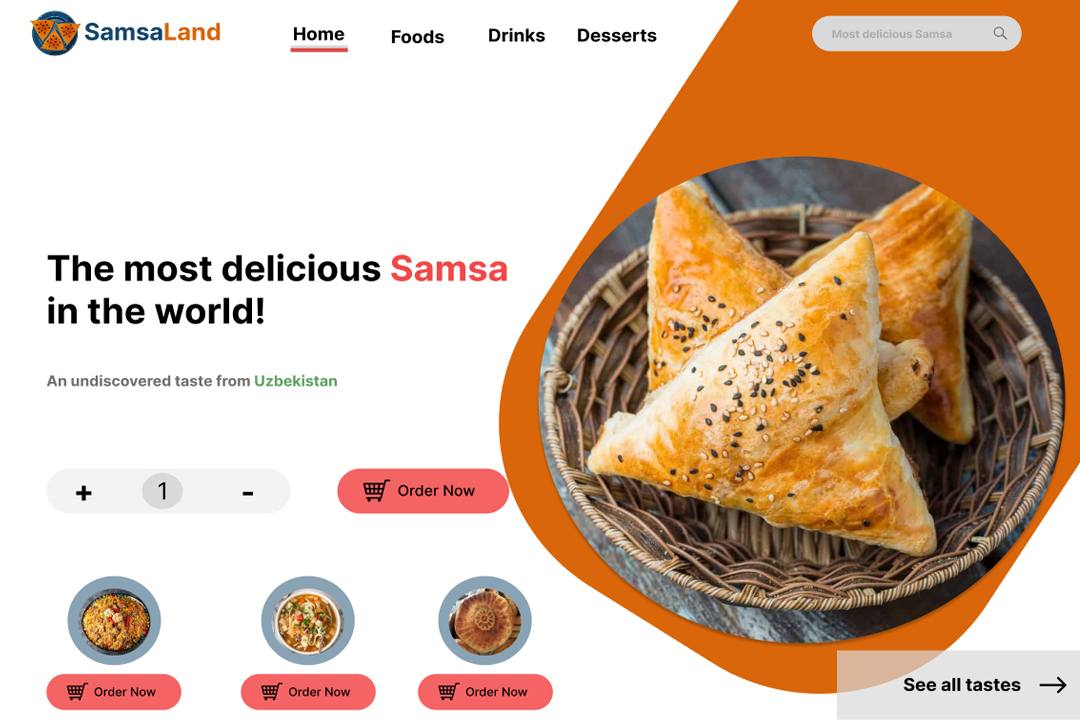 SamsaLand
Home
Foods
Drinks
Desserts
Most delicious Samsa
The most delicious Samsa
in the world!
An undiscovered taste from Uzbekistan
+ 1 -
Order Now
Order Now
Order Now
Order Now
See all tastes